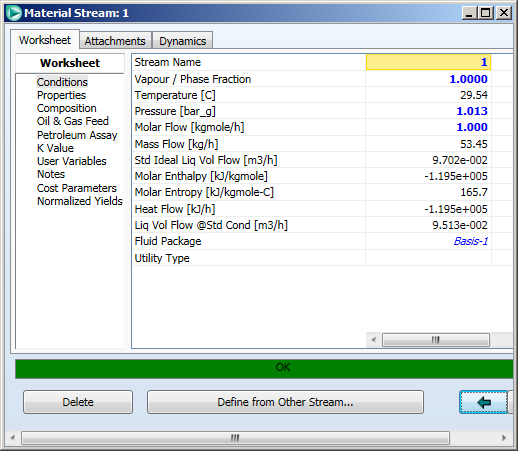 Material Stream: 1
Worksheet Attachments Dynamics
Worksheet
Conditions
Properties
Composition
Oil & Gas Feed
Petroleum Assay
K Value
User Variables
Notes
Cost Parameters
Normalized Yields
Stream Name 1
Vapour / Phase Fraction 1.0000
Temperature [C] 29.54
Pressure [bar_g] 1.013
Molar Flow [kgmole/h] 1.000
Mass Flow [kg/h] 53.45
Std Ideal Liq Vol Flow [m3/h] 9.702e-002
Molar Enthalpy [kJ/kgmole] -1.195e+005
Molar Entropy [kJ/kgmole-C] 165.7
Heat Flow [kJ/h] -1.195e+005
Liq Vol Flow @Std Cond [m3/h] 9.513e-002
Fluid Package Basis-1
Utility Type
OK
Delete Define from Other Stream...